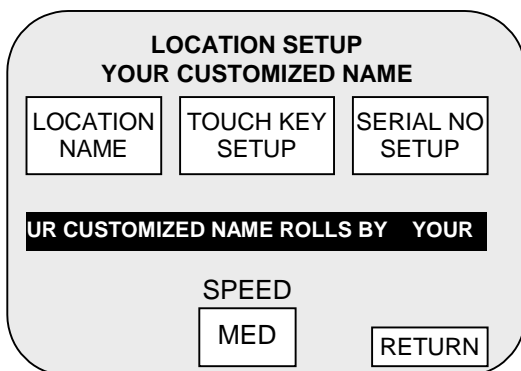 LOCATION SETUP
YOUR CUSTOMIZED NAME
LOCATION NAME
TOUCH KEY SETUP
SERIAL NO SETUP
UR CUSTOMIZED NAME ROLLS BY YOUR
SPEED
MED
RETURN